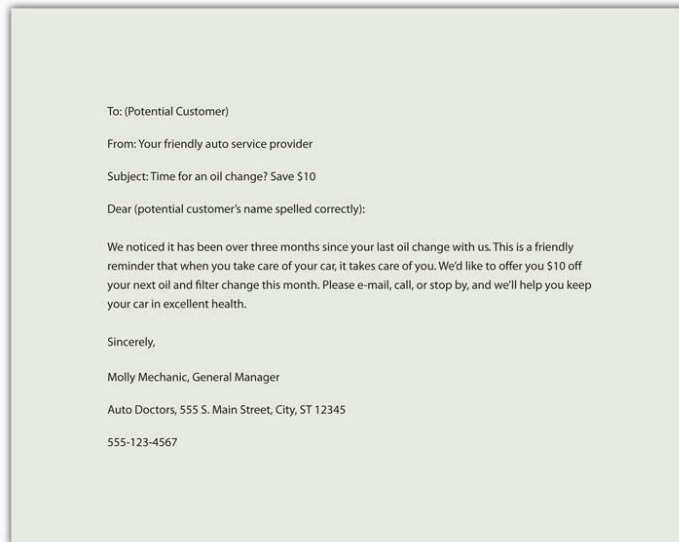 To: (Potential Customer)
From: Your friendly auto service provider
Subject: Time for an oil change? Save $10
Dear (potential customer's name spelled correctly):
We noticed it has been over three months since your last oil change with us. This is a friendly
reminder that when you take care of your car, it takes care of you. We'd like to offer you $10 off
your next oil and filter change this month. Please e-mail, call, or stop by, and we'll help you keep
your car in excellent health.
Sincerely,
Molly Mechanic, General Manager
Auto Doctors, 555 S. Main Street, City, ST 12345
555-123-4567